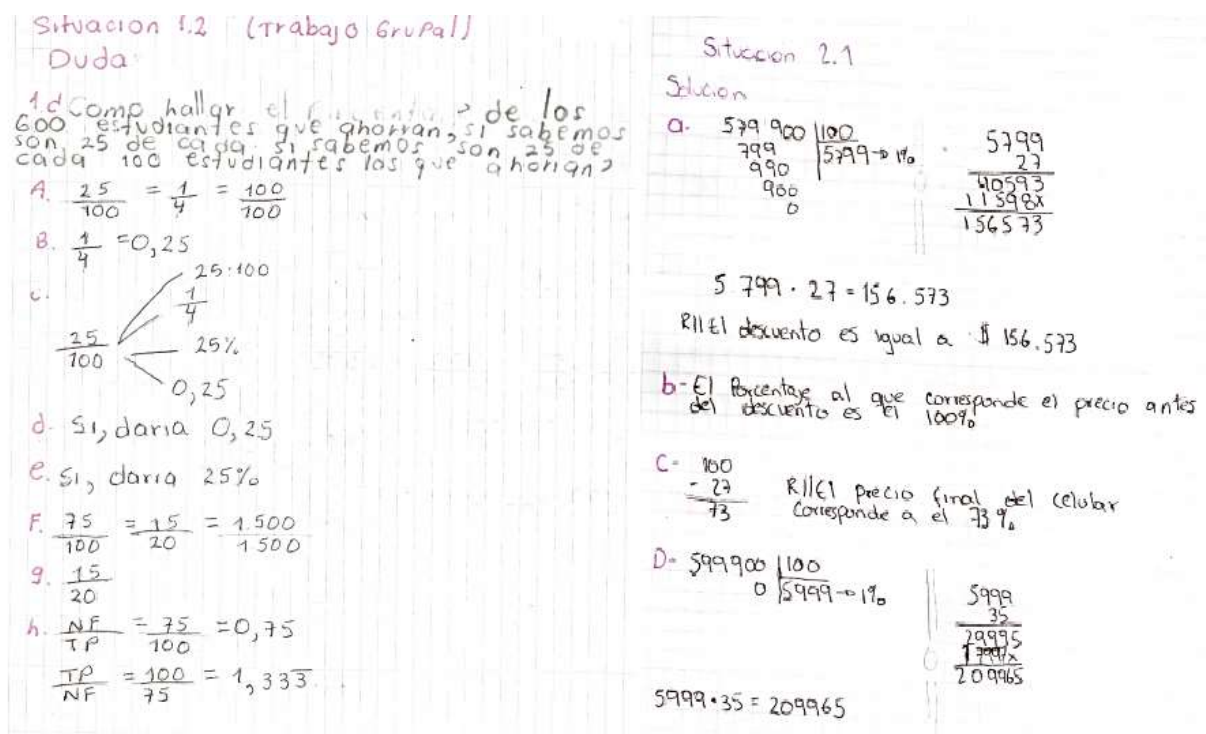 Situacion 1.2 (Trabajo Grupal)
Duda:
1. d Como hallar el de los
600 estudiantes que ahorran, si sabemos
son 25 de cada si sabemos son 25 de
cada 100 estudiantes los que ahorran?
A. 25/100 = 1/4 = 100/100
B. 1/4 = 0,25
c.
25:100
1/4
25/100
25%
0,25
d. Si, daria 0,25
e. Si, daria 25%
F. 75/100 = 15/20 = 1.500/1 500
g. 15/20
h. NF/TP = 75/100 = 0,75
TP/NF = 100/75 = 1,333
Situacion 2.1
Solucion
a. 579 900 |100
799 5799→1%
990
900
0
5799
27
40593
11598x
156573
5 799 · 27 = 156.573
R// El descuento es igual a $ 156.573
b- El Porcentaje al que corresponde el precio antes
del descuento es el 100%
C- 100
- 27
73
R// El precio final del celular
Corresponde a el 73%
D- 599900 |100
0 5999→1%
5999
35
29995
17997x
209965
5999·35 = 209965